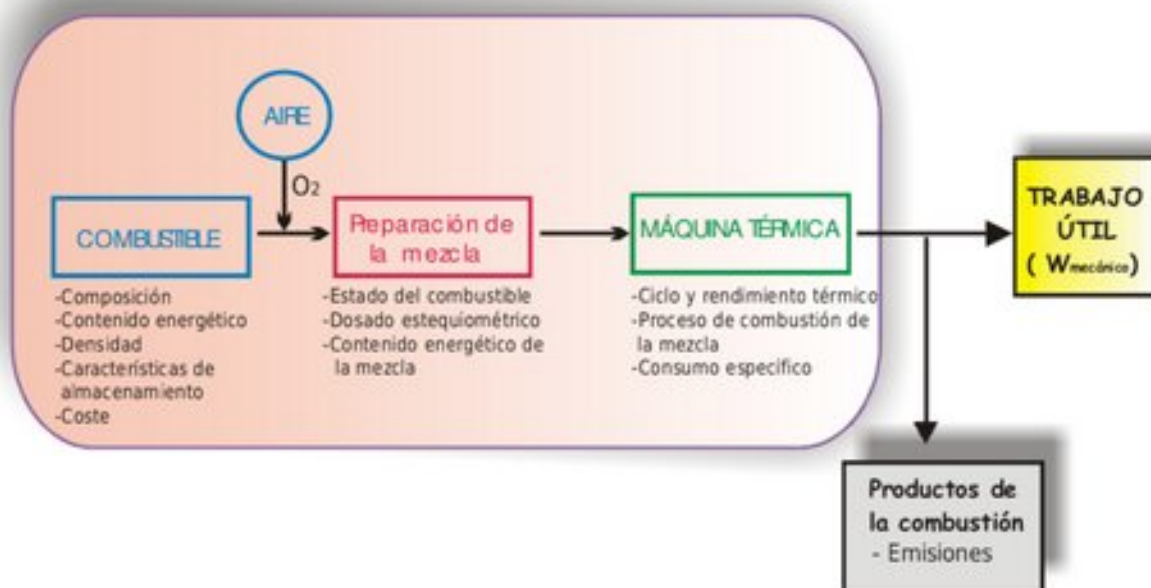 AIRE
O₂
COMBUSTIBLE
-Composición
-Contenido energético
-Densidad
-Características de
almacenamiento
-Coste
Preparación de
la mezcla
-Estado del combustible
-Dosado estequiométrico
-Contenido energético de
la mezcla
MÁQUINA TÉRMICA
-Ciclo y rendimiento térmico
-Proceso de combustión de
la mezcla
-Consumo específico
TRABAJO
ÚTIL
( Wmecánico)
Productos de
la combustión
- Emisiones